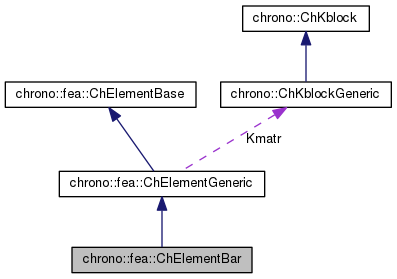 chrono::ChKblock
chrono::fea::ChElementBase
chrono::ChKblockGeneric
Kmatr
chrono::fea::ChElementGeneric
chrono::fea::ChElementBar